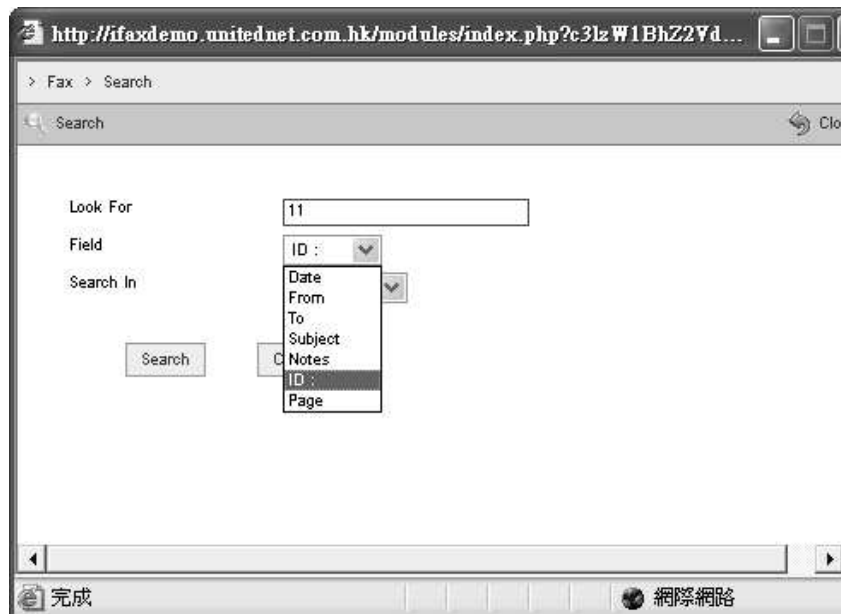 http://ifaxdemo.unitednet.com.hk/modules/index.php?c3lzW1BhZ2Vd...
> Fax > Search
Search
Clo
Look For
11
Field
ID :
Search In
Date
From
To
Subject
Notes
ID :
Page
Search
C
完成
網際網路